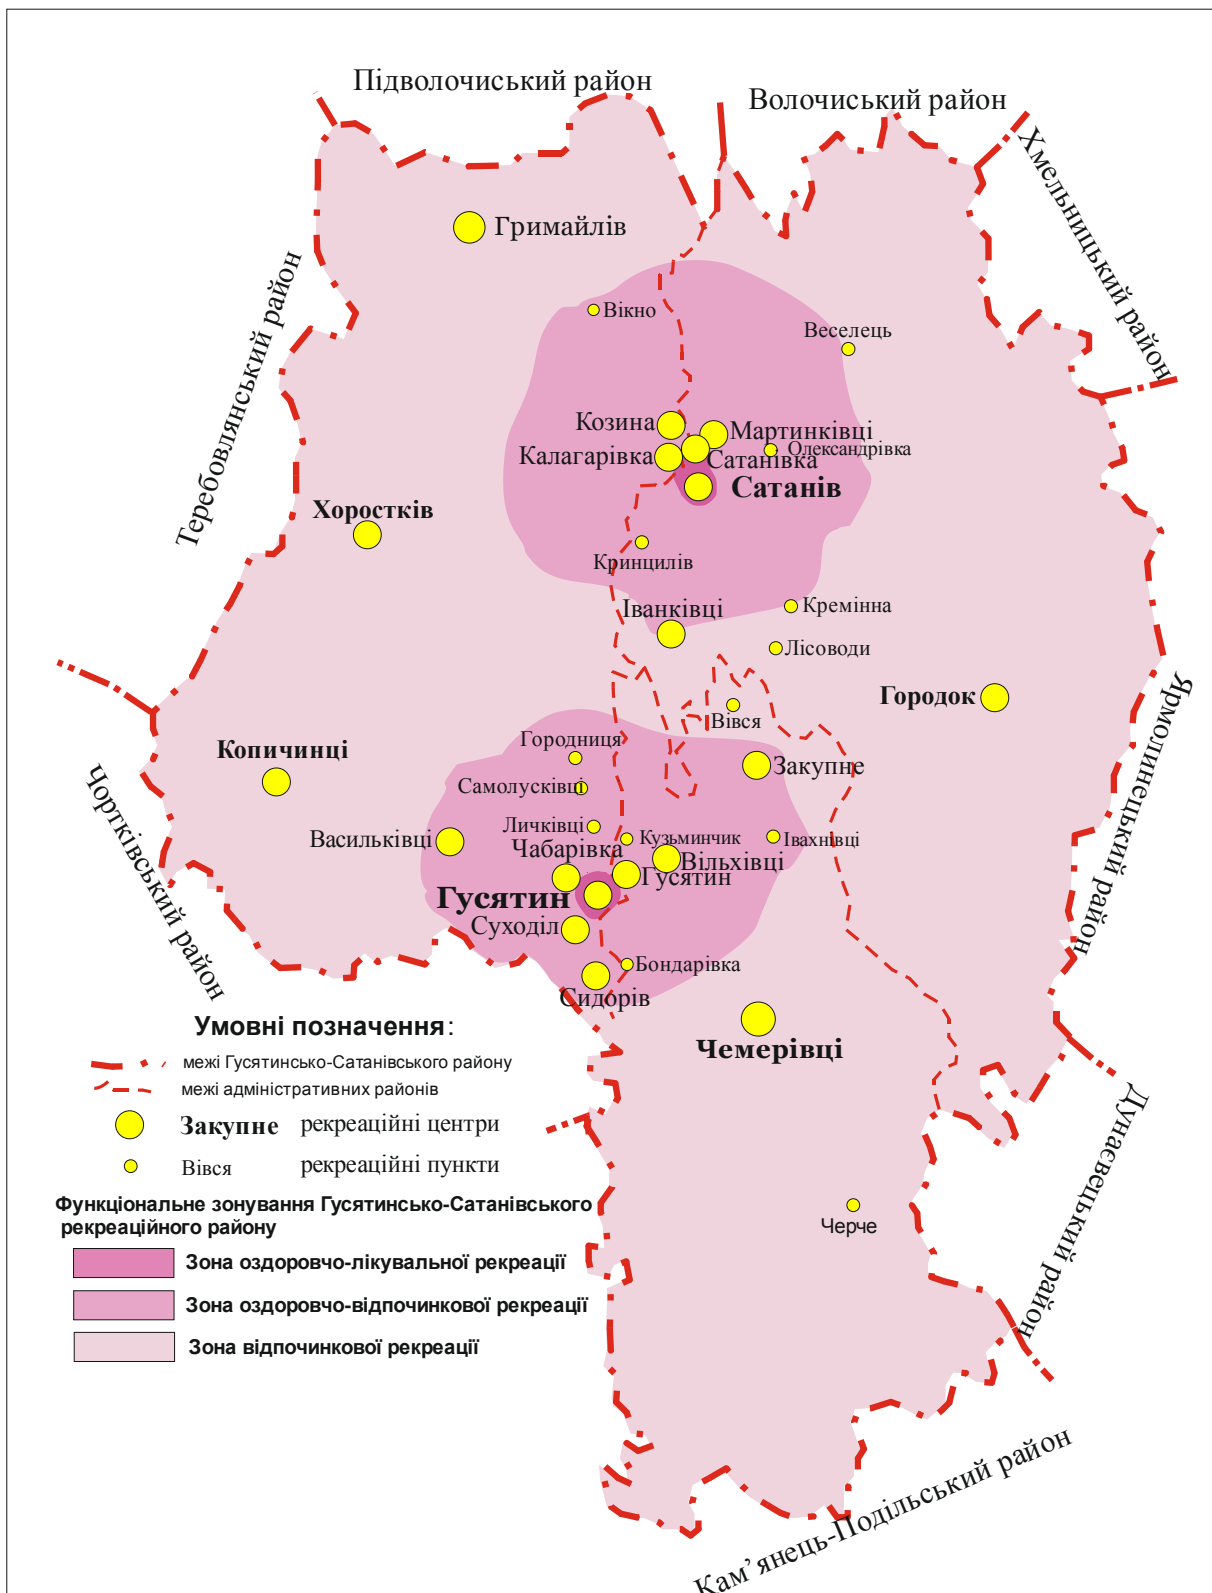 Підволочиський район
Волочиський район
Хмельницький район
Гримайлів
Теребовлянський район
Вікно
Веселець
Козина
Мартинківці
Калагарівка
Сатанівка
Олександрівка
Сатанів
Хоростків
Кринцилів
Іванківці
Кремінна
Лісоводи
Городок
Ярмолинецький район
Вівся
Городниця
Копичинці
Закупне
Самолусківці
Чортківський район
Васильківці
Личківці
Кузьминчик
Івахнівці
Чабарівка
Вільхівці
Гусятин
Гусятин
Суходіл
Бондарівка
Сидорів
Чемерівці
Умовні позначення:
межі Гусятинсько-Сатанівського району
межі адміністративних районів
Закупне рекреаційні центри
Вівся рекреаційні пункти
Дунаєвецький район
Функціональне зонування Гусятинсько-Сатанівського
рекреаційного району
Черче
Зона оздоровчо-лікувальної рекреації
Зона оздоровчо-відпочинкової рекреації
Зона відпочинкової рекреації
Кам’янець-Подільський район